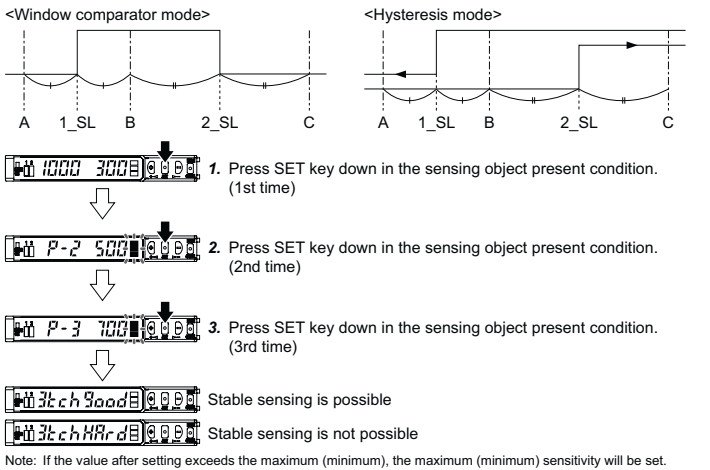 <Window comparator mode>
<Hysteresis mode>
A 1_SL B 2_SL C
A 1_SL B 2_SL C
1000 300
1. Press SET key down in the sensing object present condition.
(1st time)
P-2 500
2. Press SET key down in the sensing object present condition.
(2nd time)
P-3 700
3. Press SET key down in the sensing object present condition.
(3rd time)
3tch9ood
Stable sensing is possible
3tchHArd
Stable sensing is not possible
Note: If the value after setting exceeds the maximum (minimum), the maximum (minimum) sensitivity will be set.